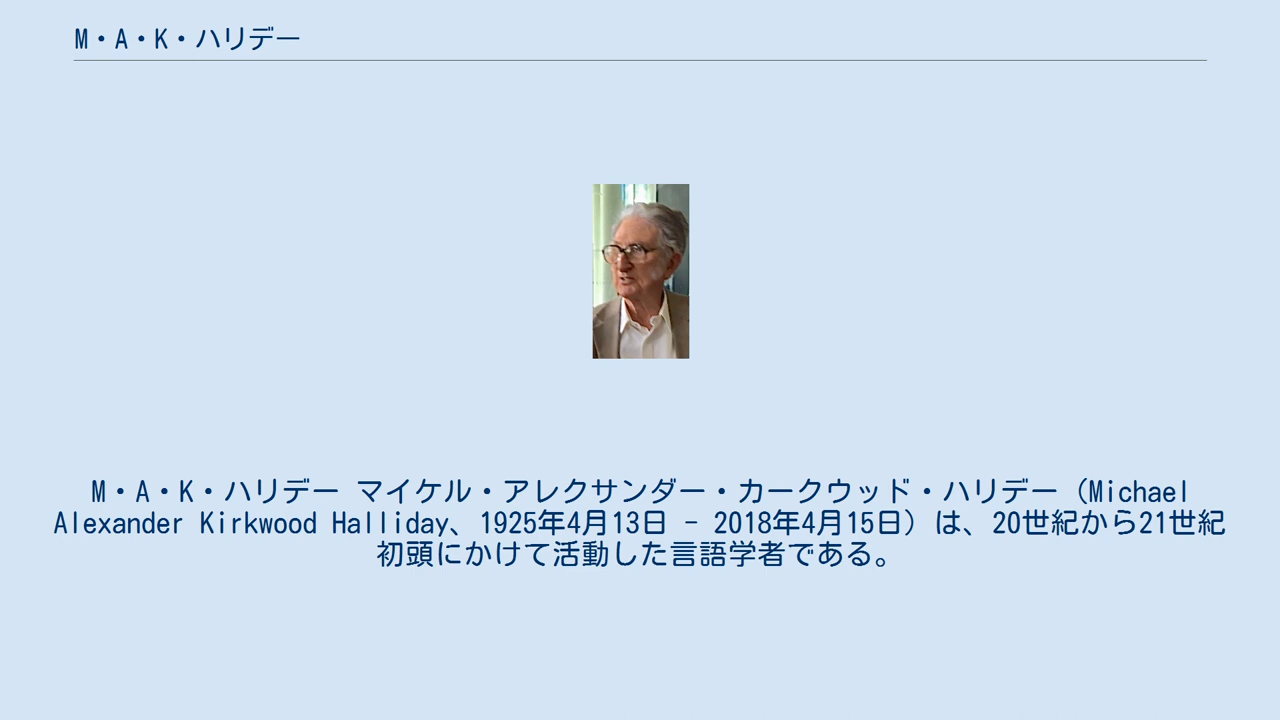 M・A・K・ハリデー
M・A・K・ハリデー マイケル・アレクサンダー・カークウッド・ハリデー（Michael
Alexander Kirkwood Halliday、1925年4月13日 - 2018年4月15日）は、20世紀から21世紀
初頭にかけて活動した言語学者である。